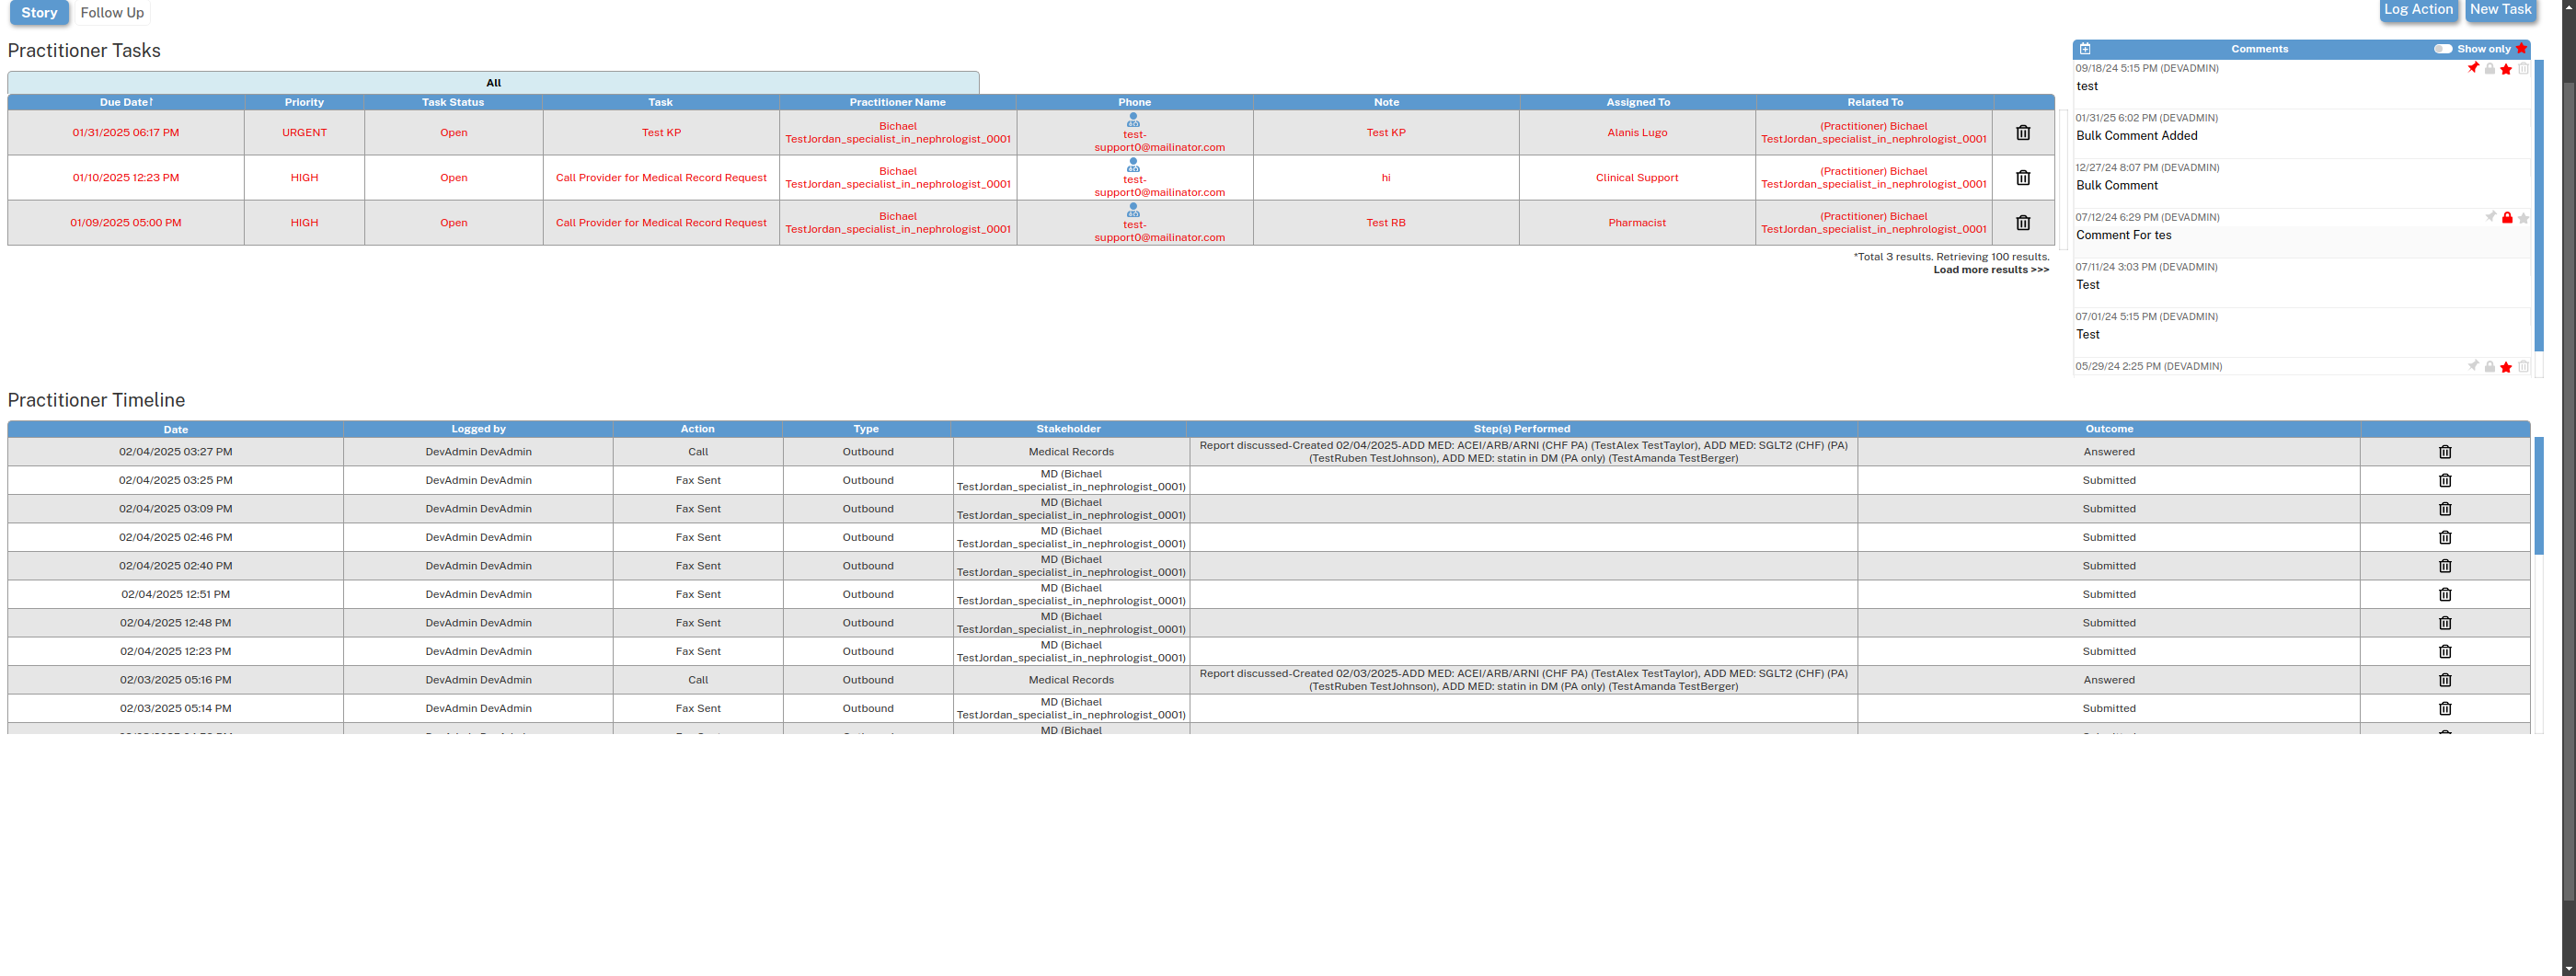 Story Follow Up Log Action New Task
Practitioner Tasks
All
Due Date↑ Priority Task Status Task Practitioner Name Phone Note Assigned To Related To
01/31/2025 06:17 PM URGENT Open Test KP Bichael TestJordan_specialist_in_nephrologist_0001 test-support0@mailinator.com Test KP Alanis Lugo (Practitioner) Bichael TestJordan_specialist_in_nephrologist_0001
01/10/2025 12:23 PM HIGH Open Call Provider for Medical Record Request Bichael TestJordan_specialist_in_nephrologist_0001 test-support0@mailinator.com hi Clinical Support (Practitioner) Bichael TestJordan_specialist_in_nephrologist_0001
01/09/2025 05:00 PM HIGH Open Call Provider for Medical Record Request Bichael TestJordan_specialist_in_nephrologist_0001 test-support0@mailinator.com Test RB Pharmacist (Practitioner) Bichael TestJordan_specialist_in_nephrologist_0001
*Total 3 results. Retrieving 100 results.
Load more results >>>
Comments Show only
09/18/24 5:15 PM (DEVADMIN)
test
01/31/25 6:02 PM (DEVADMIN)
Bulk Comment Added
12/27/24 8:07 PM (DEVADMIN)
Bulk Comment
07/12/24 6:29 PM (DEVADMIN)
Comment For tes
07/11/24 3:03 PM (DEVADMIN)
Test
07/01/24 5:15 PM (DEVADMIN)
Test
05/29/24 2:25 PM (DEVADMIN)
Practitioner Timeline
Date Logged by Action Type Stakeholder Step(s) Performed Outcome
02/04/2025 03:27 PM DevAdmin DevAdmin Call Outbound Medical Records Report discussed-Created 02/04/2025-ADD MED: ACEI/ARB/ARNI (CHF PA) (TestAlex TestTaylor), ADD MED: SGLT2 (CHF) (PA) (TestRuben TestJohnson), ADD MED: statin in DM (PA only) (TestAmanda TestBerger) Answered
02/04/2025 03:25 PM DevAdmin DevAdmin Fax Sent Outbound MD (Bichael TestJordan_specialist_in_nephrologist_0001) Submitted
02/04/2025 03:09 PM DevAdmin DevAdmin Fax Sent Outbound MD (Bichael TestJordan_specialist_in_nephrologist_0001) Submitted
02/04/2025 02:46 PM DevAdmin DevAdmin Fax Sent Outbound MD (Bichael TestJordan_specialist_in_nephrologist_0001) Submitted
02/04/2025 02:40 PM DevAdmin DevAdmin Fax Sent Outbound MD (Bichael TestJordan_specialist_in_nephrologist_0001) Submitted
02/04/2025 12:51 PM DevAdmin DevAdmin Fax Sent Outbound MD (Bichael TestJordan_specialist_in_nephrologist_0001) Submitted
02/04/2025 12:48 PM DevAdmin DevAdmin Fax Sent Outbound MD (Bichael TestJordan_specialist_in_nephrologist_0001) Submitted
02/04/2025 12:23 PM DevAdmin DevAdmin Fax Sent Outbound MD (Bichael TestJordan_specialist_in_nephrologist_0001) Submitted
02/03/2025 05:16 PM DevAdmin DevAdmin Call Outbound Medical Records Report discussed-Created 02/03/2025-ADD MED: ACEI/ARB/ARNI (CHF PA) (TestAlex TestTaylor), ADD MED: SGLT2 (CHF) (PA) (TestRuben TestJohnson), ADD MED: statin in DM (PA only) (TestAmanda TestBerger) Answered
02/03/2025 05:14 PM DevAdmin DevAdmin Fax Sent Outbound MD (Bichael TestJordan_specialist_in_nephrologist_0001) Submitted
MD (Bichael